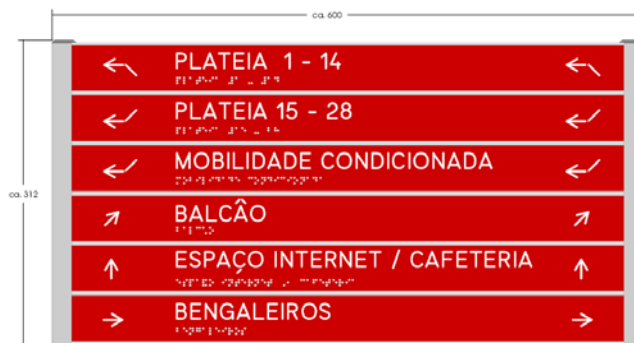 ca. 600
ca. 312
PLATEIA 1 - 14
PLATEIA 15 - 28
MOBILIDADE CONDICIONADA
BALCÃO
ESPAÇO INTERNET / CAFETERIA
BENGALEIROS